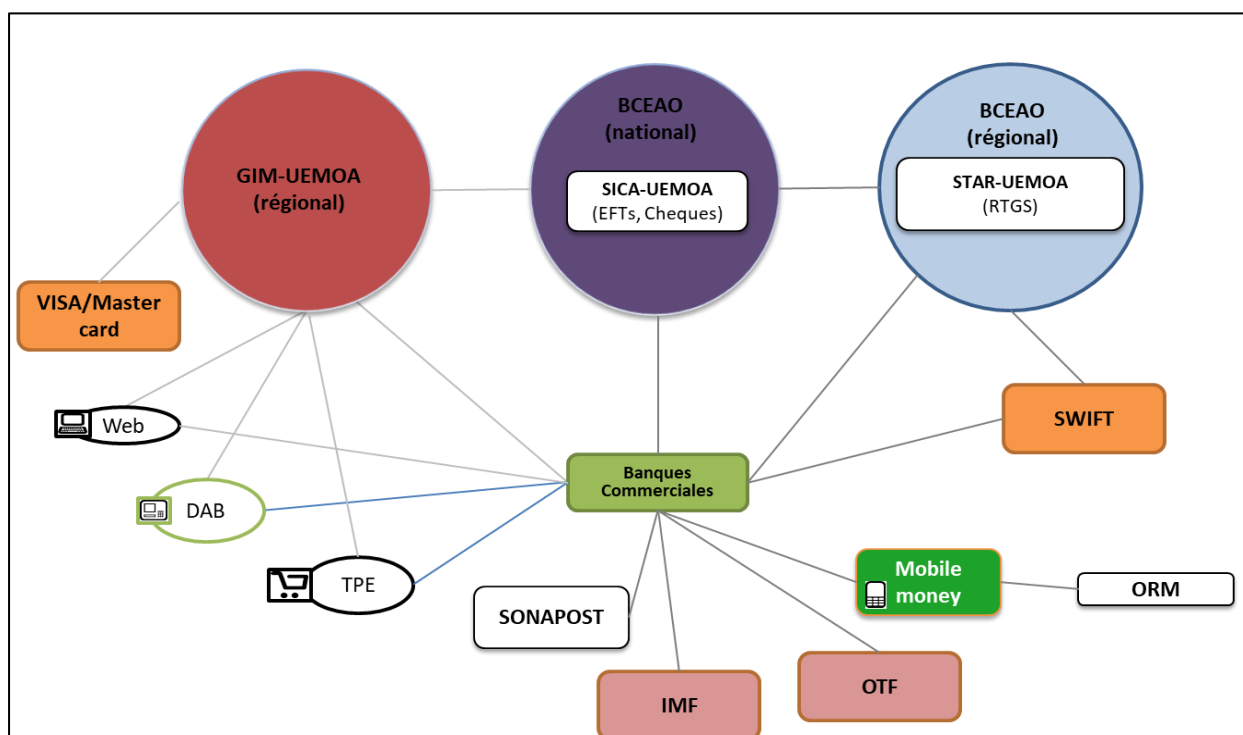 BCEAO
(national)
BCEAO
(régional)
GIM-UEMOA
(régional)
SICA-UEMOA
(EFTs, Cheques)
STAR-UEMOA
(RTGS)
VISA/Master
card
Web
SWIFT
Banques
Commerciales
DAB
TPE
Mobile
money
ORM
SONAPOST
OTF
IMF